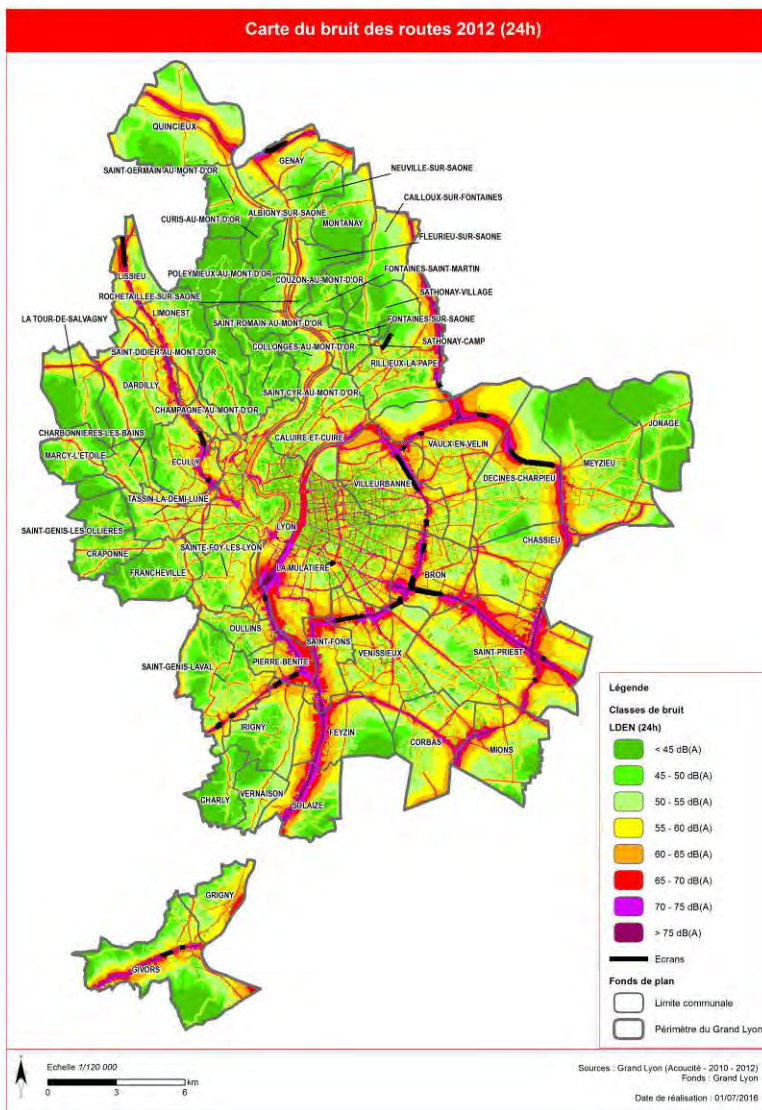 Carte du bruit des routes 2012 (24h)
QUINCIEUX
GENAY
SAINT-GERMAIN-AU-MONT-D'OR
NEUVILLE-SUR-SAONE
CAILLOUX-SUR-FONTAINES
ALBIGNY-SUR-SAONE
CURIS-AU-MONT-D'OR
MONTANAY
FLEURIEU-SUR-SAONE
POLEYMIEUX-AU-MONT-D'OR
FONTAINES-SAINT-MARTIN
LISSIEU
COUZON-AU-MONT-D'OR
SATHONAY-VILLAGE
ROCHETAILLEE-SUR-SAONE
LIMONEST
LA TOUR-DE-SALVAGNY
SAINT-ROMAIN-AU-MONT-D'OR
FONTAINES-SUR-SAONE
SATHONAY-CAMP
COLLONGES-AU-MONT-D'OR
SAINT-DIDIER-AU-MONT-D'OR
RILLIEUX-LA-PAPE
DARDILLY
SAINT-CYR-AU-MONT-D'OR
JONAGE
CHAMPAGNE-AU-MONT-D'OR
CHARBONNIERES-LES-BAINS
CALUIRE-ET-CUIRE
VAULX-EN-VELIN
MEYZIEU
MARCY-L'ETOILE
ECULLY
DECINES-CHARPIEU
VILLEURBANNE
TASSIN-LA-DEMI-LUNE
LYON
SAINT-GENIS-LES-OLLIERES
CHASSIEU
SAINTE-FOY-LES-LYON
CRAPONNE
LA-MULATIERE
FRANCHEVILLE
BRON
OULLINS
SAINT-FONS
SAINT-PRIEST
VENISSIEUX
PIERRE-BENITE
SAINT-GENIS-LAVAL
IRIGNY
FEYZIN
CORBAS
MIONS
VERNAISON
CHARLY
SOLAIZE
GRIGNY
GIVORS
Légende
Classes de bruit
LDEN (24h)
< 45 dB(A)
45 - 50 dB(A)
50 - 55 dB(A)
55 - 60 dB(A)
60 - 65 dB(A)
65 - 70 dB(A)
70 - 75 dB(A)
> 75 dB(A)
Ecrans
Fonds de plan
Limite communale
Périmètre du Grand Lyon
N
Echelle 1/120 000
0 3 6 km
Sources : Grand Lyon (Acoucité - 2010 - 2012)
Fonds : Grand Lyon
Date de réalisation : 01/07/2016